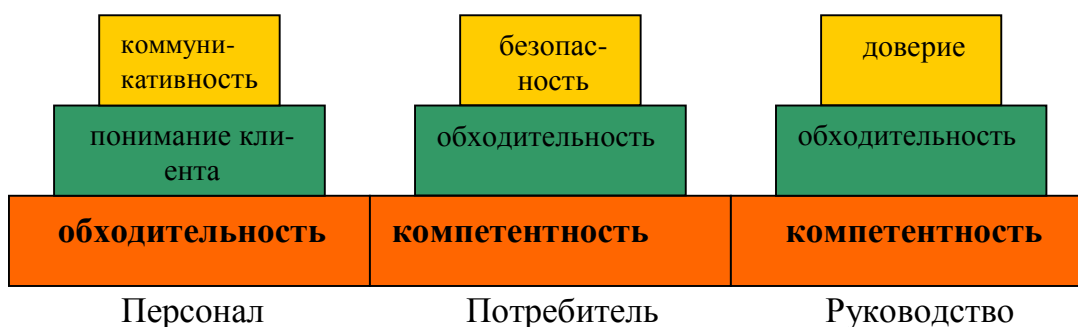 коммуни-
кативность
безопас-
ность
доверие
понимание кли-
ента
обходительность
обходительность
обходительность
компетентность
компетентность
Персонал
Потребитель
Руководство